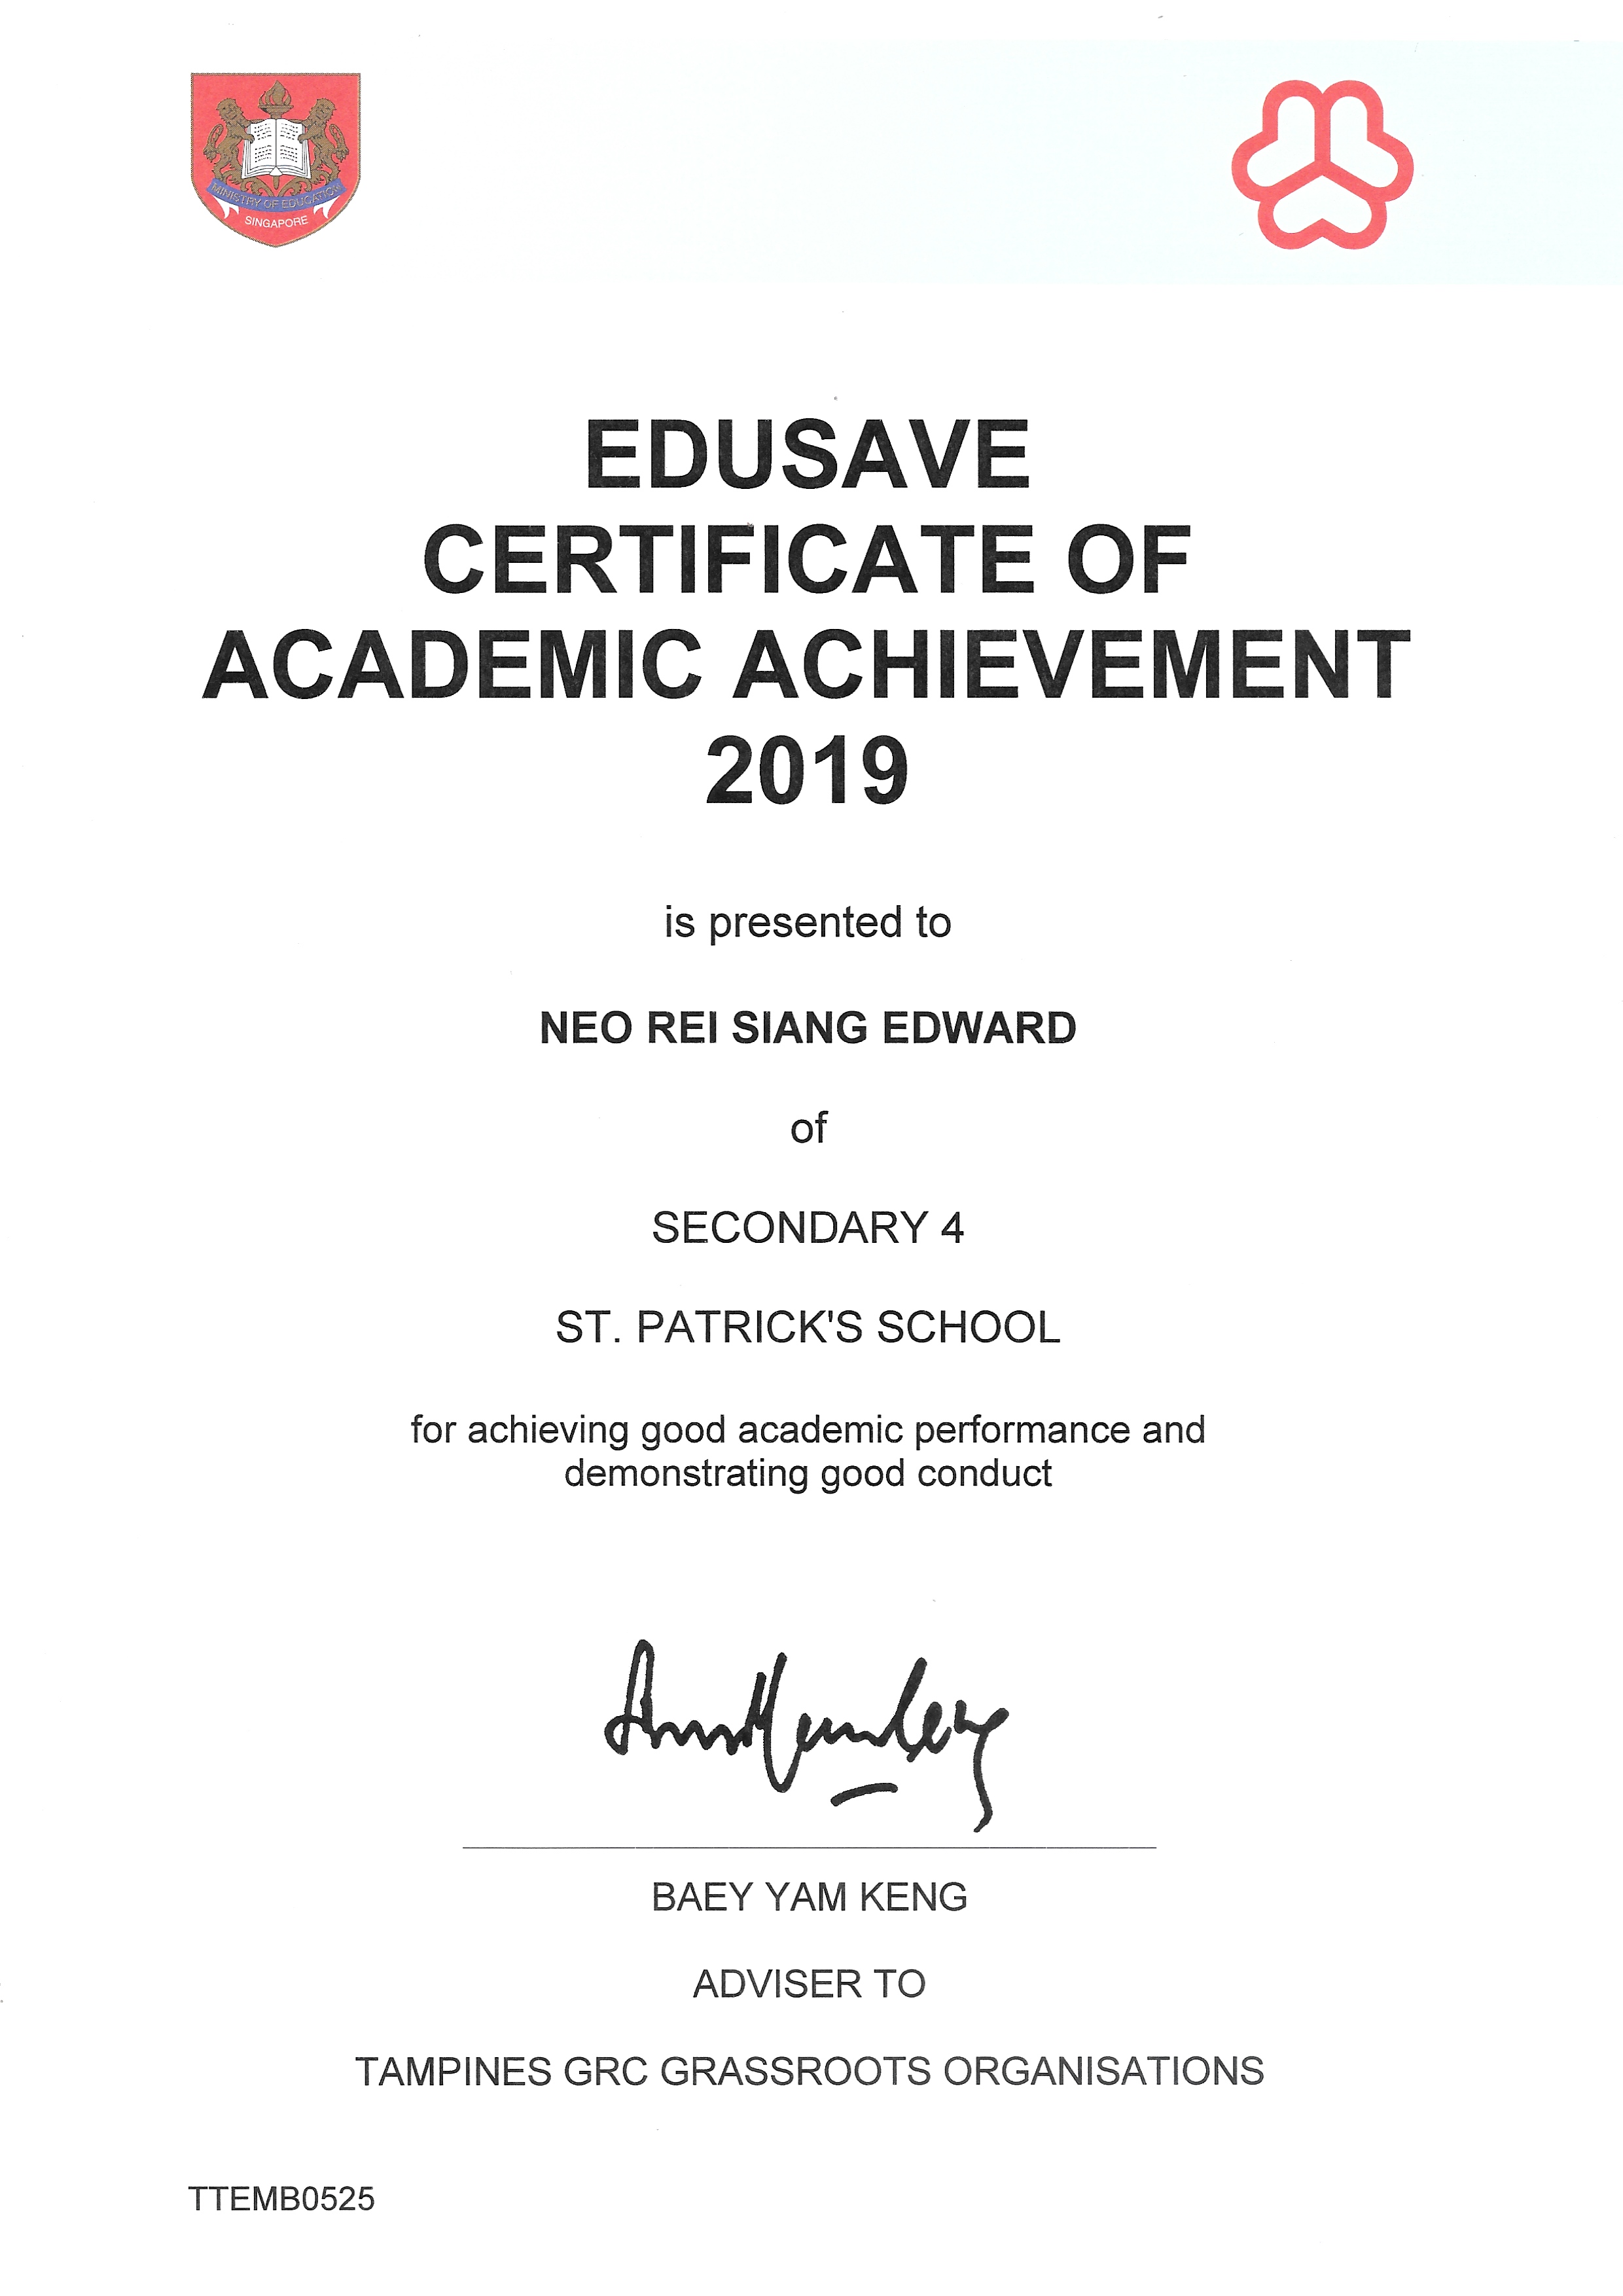 MINISTRY OF EDUCATION
SINGAPORE
EDUSAVE
CERTIFICATE OF
ACADEMIC ACHIEVEMENT
2019
is presented to
NEO REI SIANG EDWARD
of
SECONDARY 4
ST. PATRICK'S SCHOOL
for achieving good academic performance and
demonstrating good conduct
BAEY YAM KENG
ADVISER TO
TAMPINES GRC GRASSROOTS ORGANISATIONS
TTEMB0525